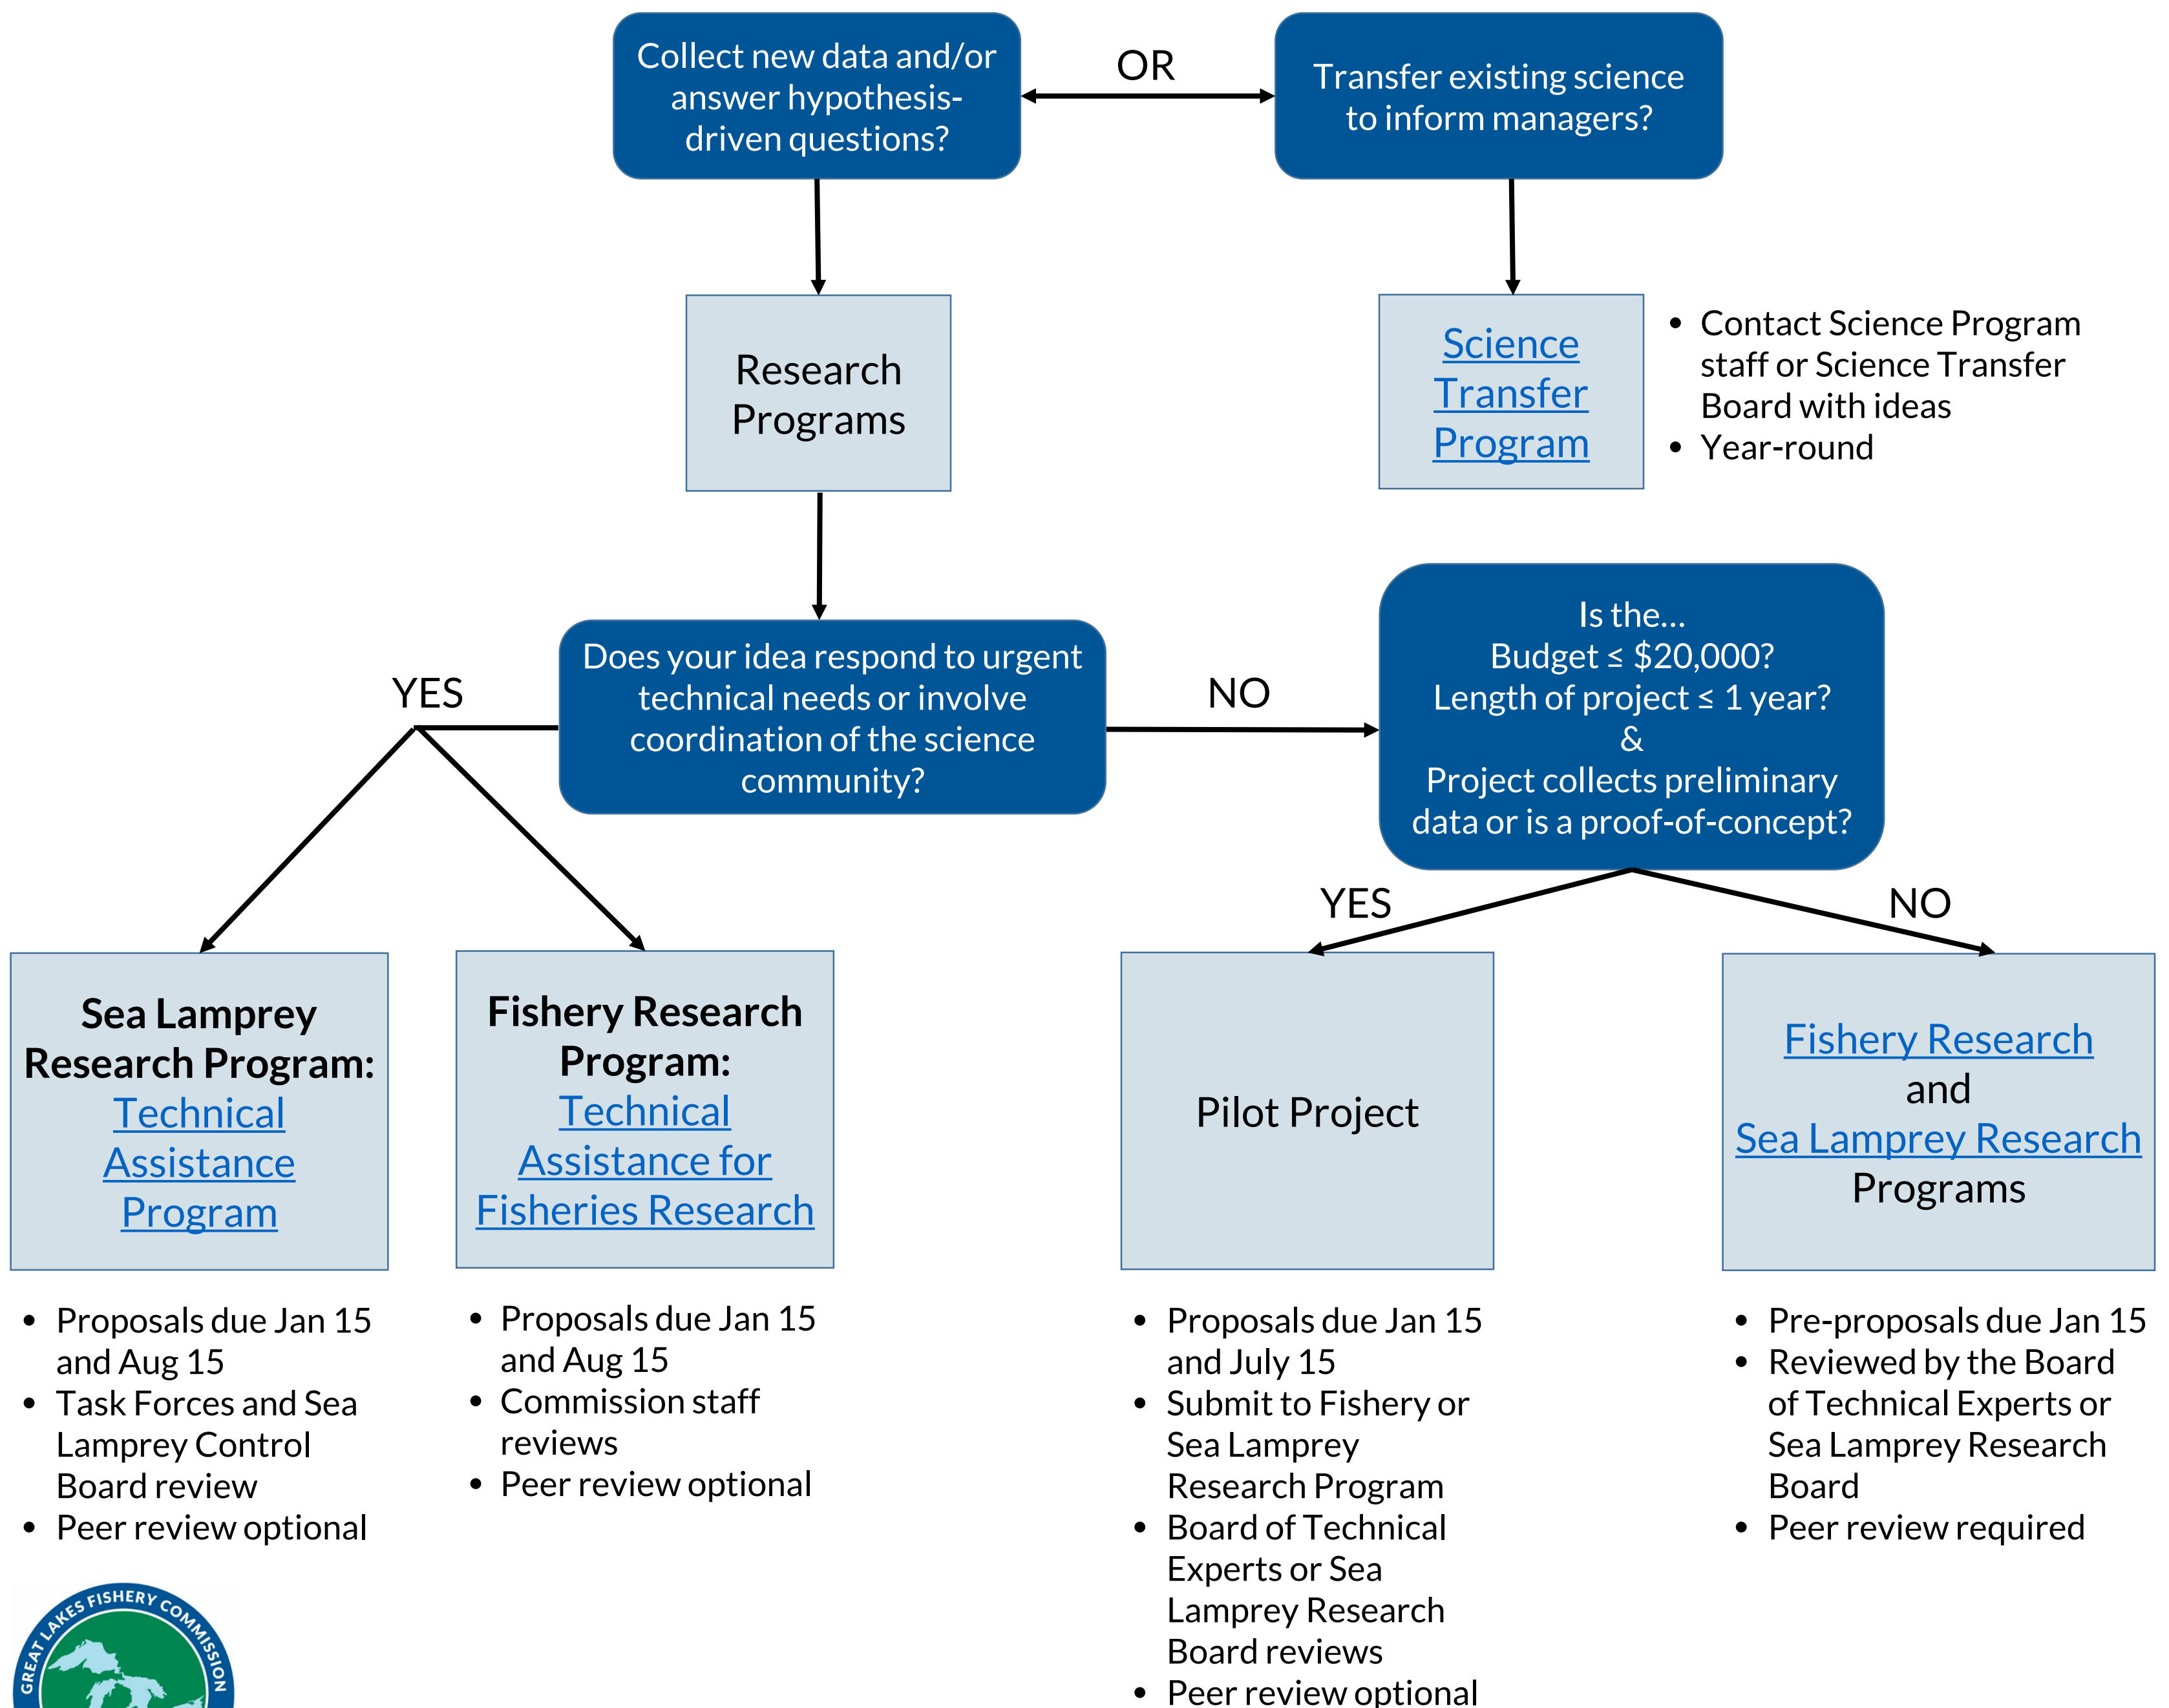 Collect new data and/or
answer hypothesis-
driven questions?
OR
Transfer existing science
to inform managers?
Research
Programs
Science
Transfer
Program
• Contact Science Program
staff or Science Transfer
Board with ideas
• Year-round
YES
Does your idea respond to urgent
technical needs or involve
coordination of the science
community?
NO
Is the...
Budget ≤ $20,000?
Length of project ≤ 1 year?
&
Project collects preliminary
data or is a proof-of-concept?
YES
NO
Sea Lamprey
Research Program:
Technical
Assistance
Program
• Proposals due Jan 15
and Aug 15
• Task Forces and Sea
Lamprey Control
Board review
• Peer review optional
Fishery Research
Program:
Technical
Assistance for
Fisheries Research
• Proposals due Jan 15
and Aug 15
• Commission staff
reviews
• Peer review optional
Pilot Project
• Proposals due Jan 15
and July 15
• Submit to Fishery or
Sea Lamprey
Research Program
• Board of Technical
Experts or Sea
Lamprey Research
Board reviews
• Peer review optional
Fishery Research
and
Sea Lamprey Research
Programs
• Pre-proposals due Jan 15
• Reviewed by the Board
of Technical Experts or
Sea Lamprey Research
Board
• Peer review required
GREAT LAKES FISHERY COMMISSION